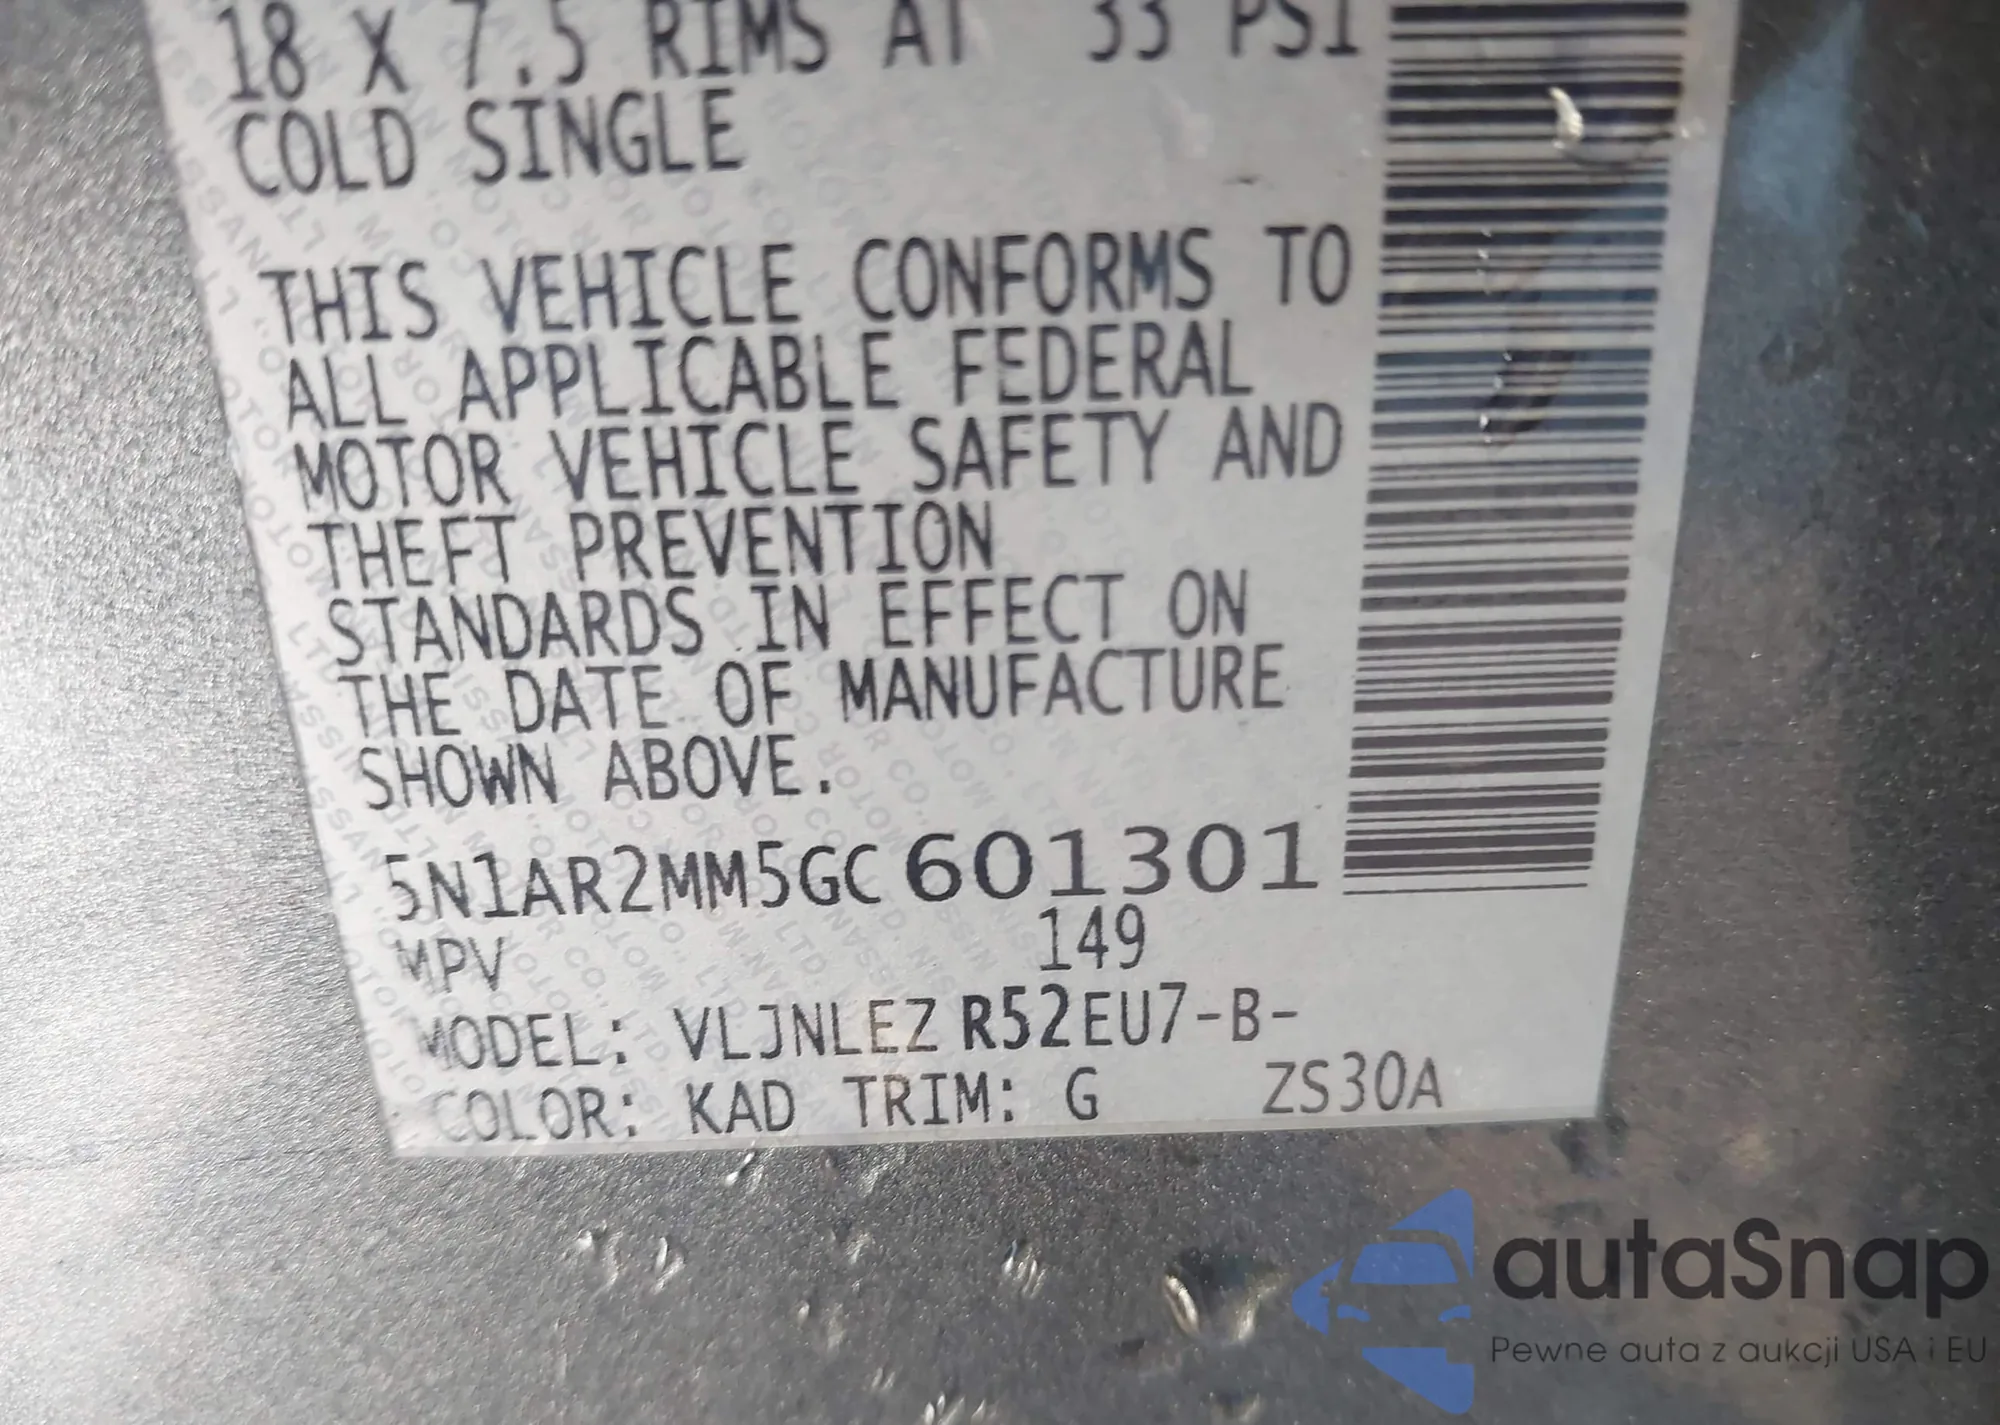 18 X 7.5 RIMS AT 33 PSI
COLD SINGLE
THIS VEHICLE CONFORMS TO
ALL APPLICABLE FEDERAL
MOTOR VEHICLE SAFETY AND
THEFT PREVENTION
STANDARDS IN EFFECT ON
THE DATE OF MANUFACTURE
SHOWN ABOVE.
5N1AR2MM5GC601301
MPV 149
MODEL: VLJNLEZ R52EU7-B-
COLOR: KAD TRIM: G ZS30A
autaSnap
Pewne auta z aukcji USA i EU